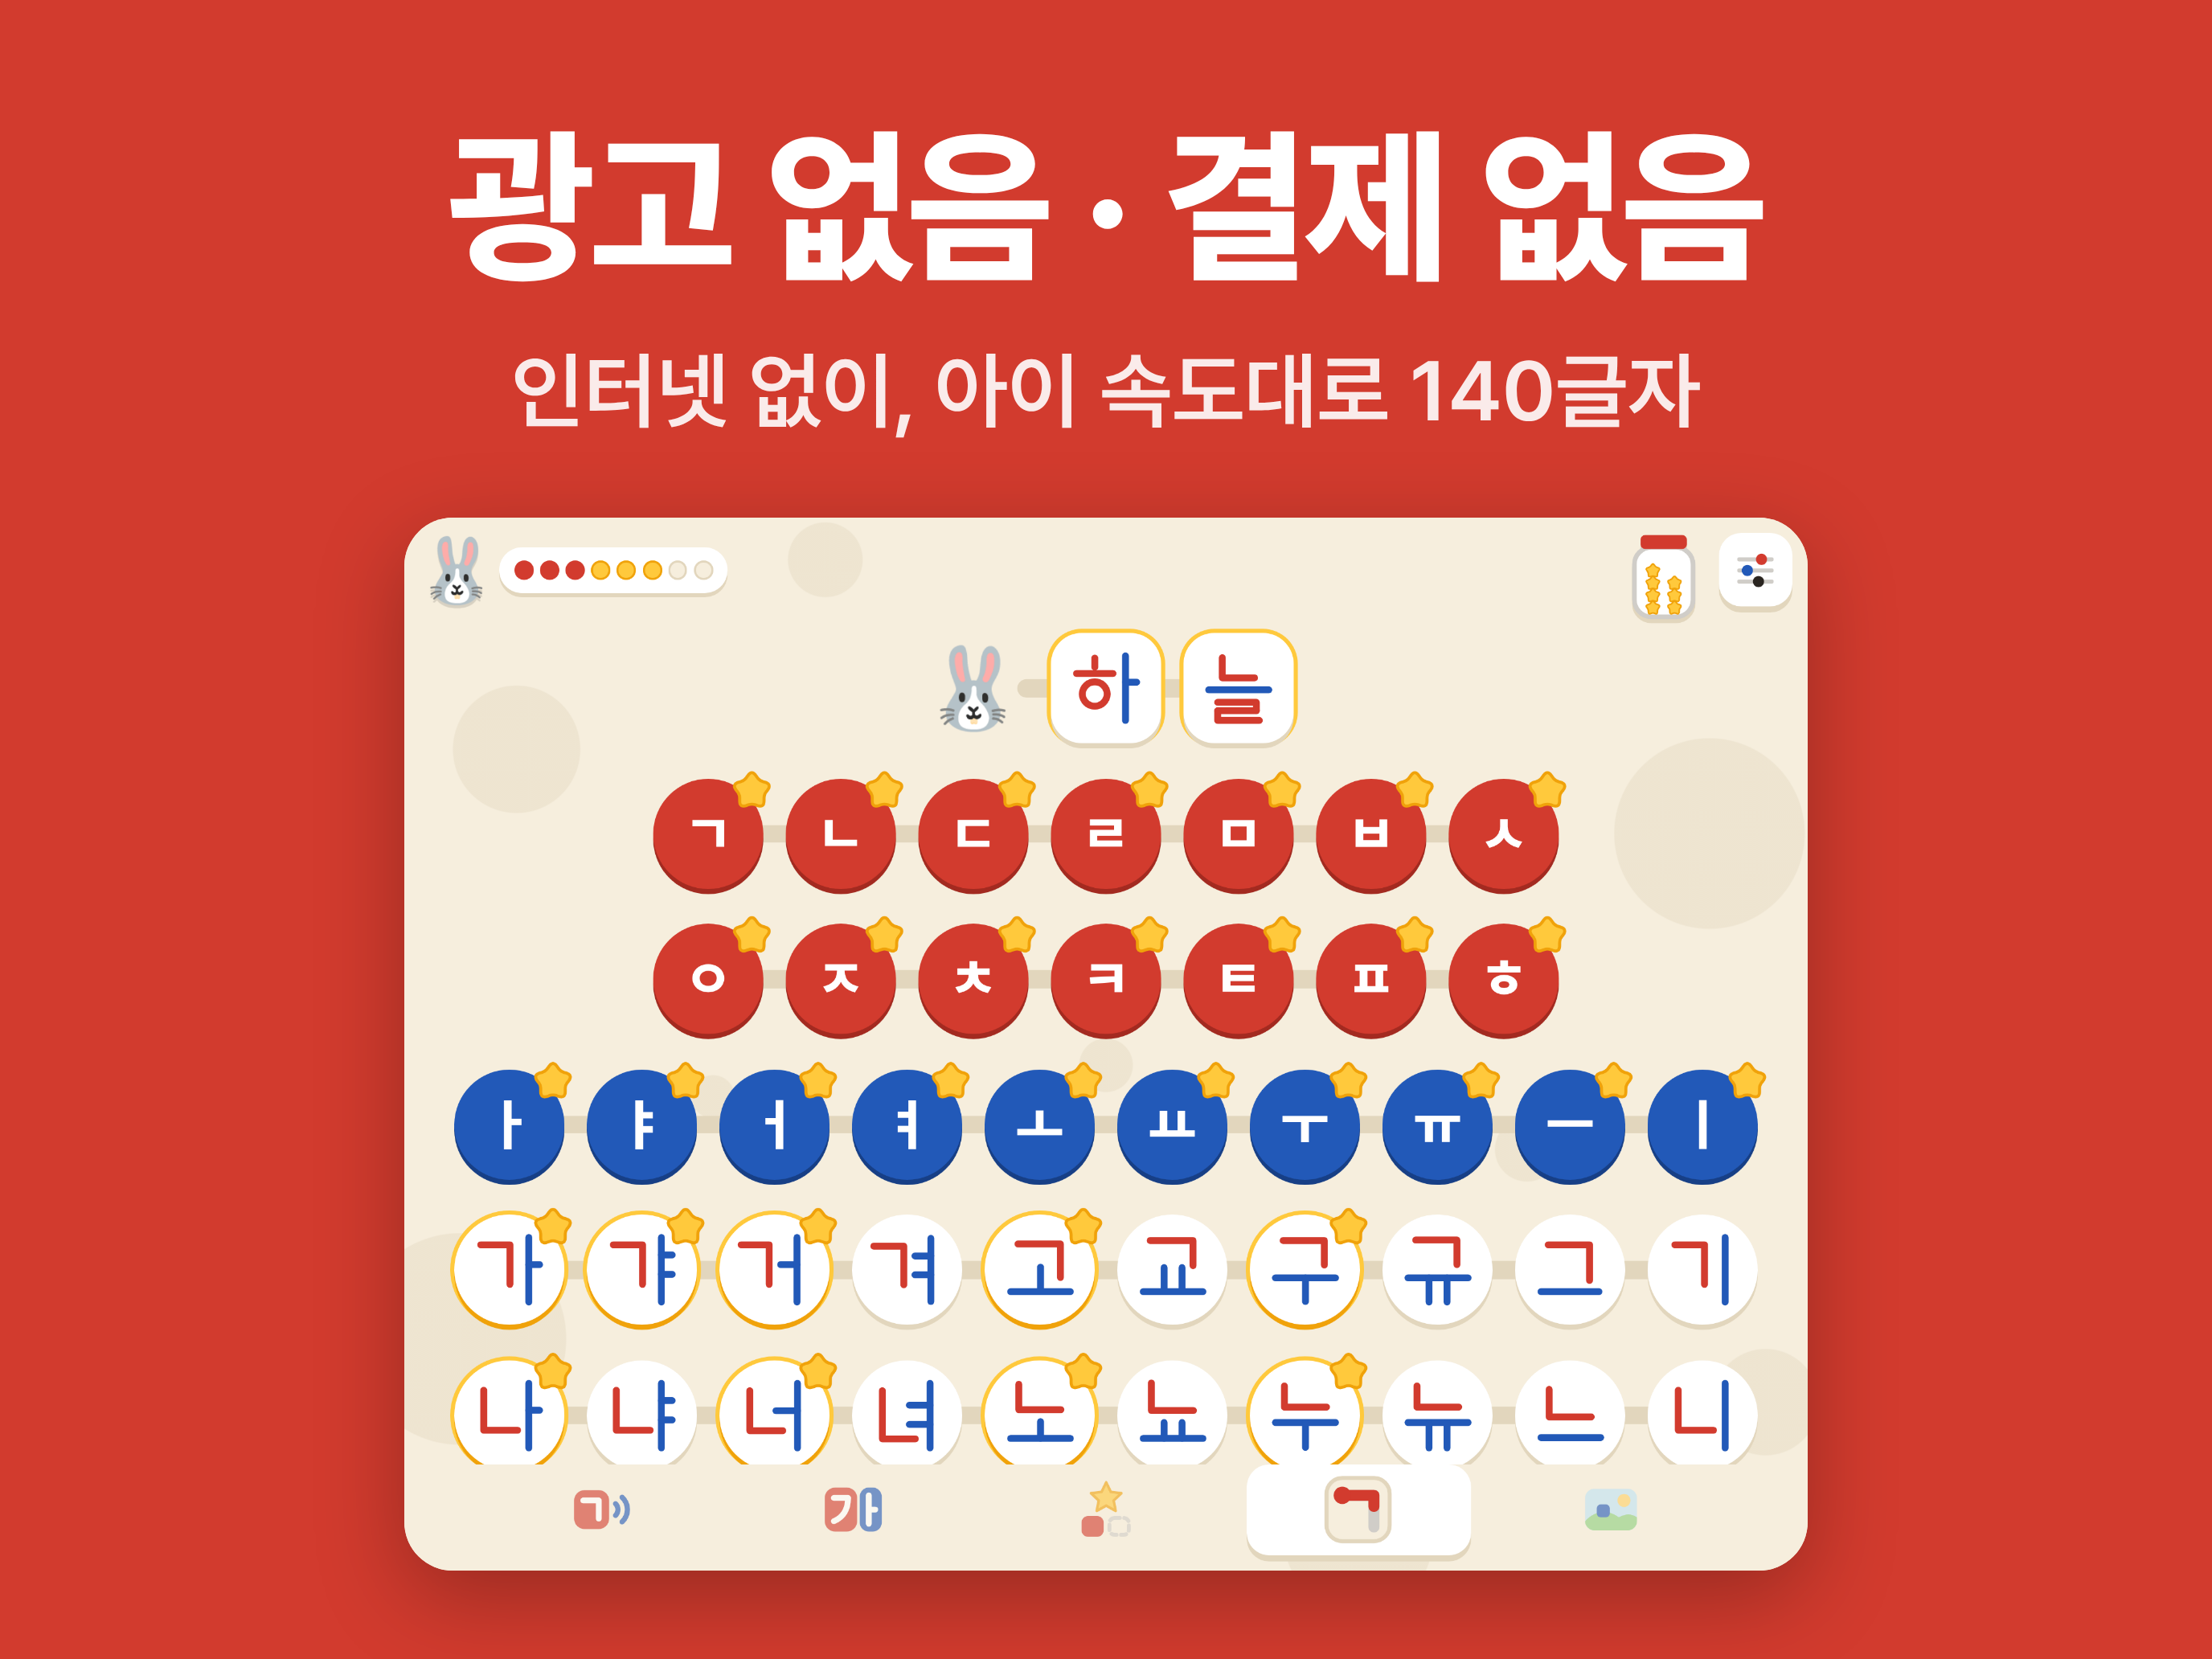 광고 없음 · 결제 없음
인터넷 없이, 아이 속도대로 140글자
하 늘
ㄱ ㄴ ㄷ ㄹ ㅁ ㅂ ㅅ
ㅇ ㅈ ㅊ ㅋ ㅌ ㅍ ㅎ
ㅏ ㅑ ㅓ ㅕ ㅗ ㅛ ㅜ ㅠ ㅡ ㅣ
가 갸 거 겨 고 교 구 규 그 기
나 냐 너 녀 노 뇨 누 뉴 느 니
ㄱ 가 ㄱ